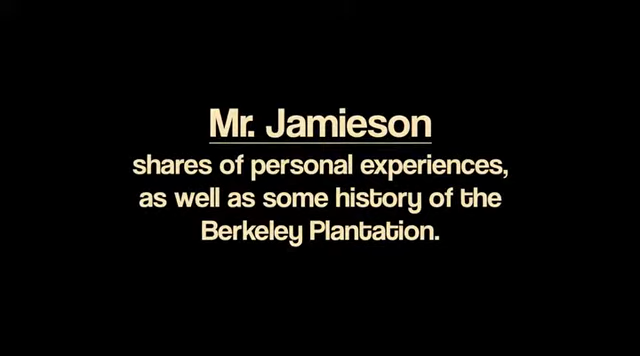 Mr. Jamieson
shares of personal experiences,
as well as some history of the
Berkeley Plantation.